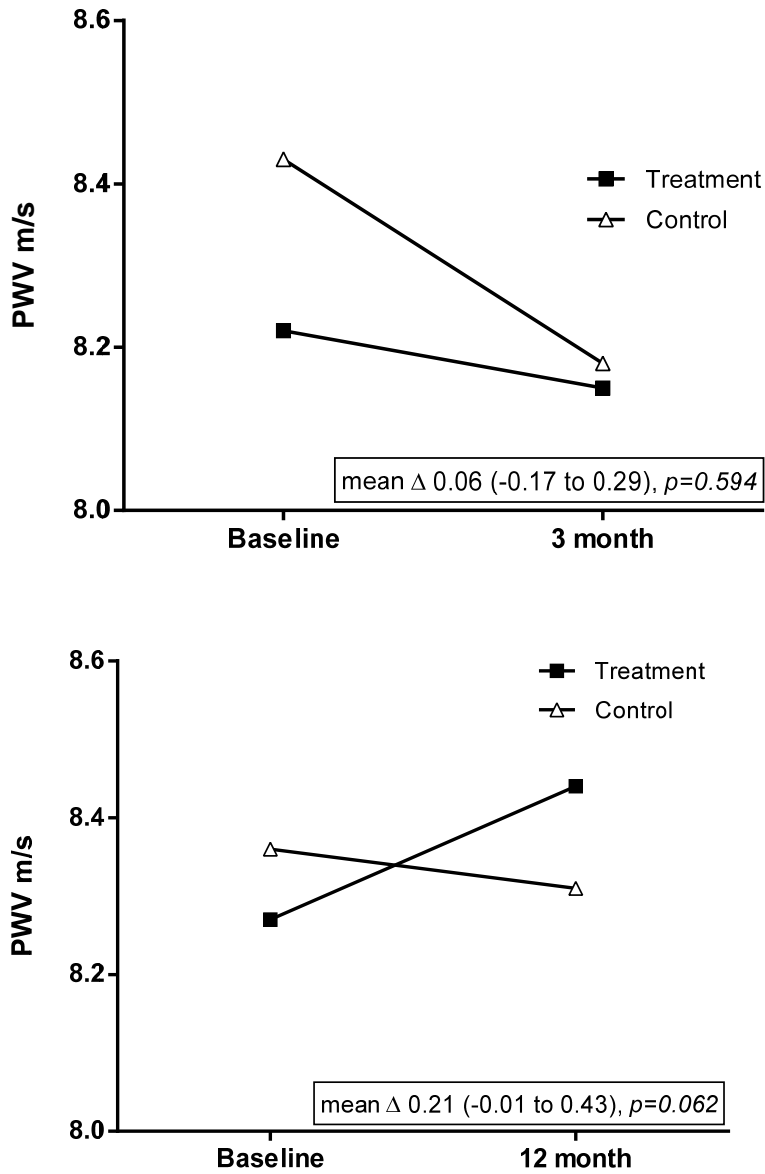 8.6
8.4
8.2
8.0
PWV m/s
Treatment
Control
mean Δ 0.06 (-0.17 to 0.29), p=0.594
Baseline
3 month
8.6
8.4
8.2
8.0
PWV m/s
Treatment
Control
mean Δ 0.21 (-0.01 to 0.43), p=0.062
Baseline
12 month